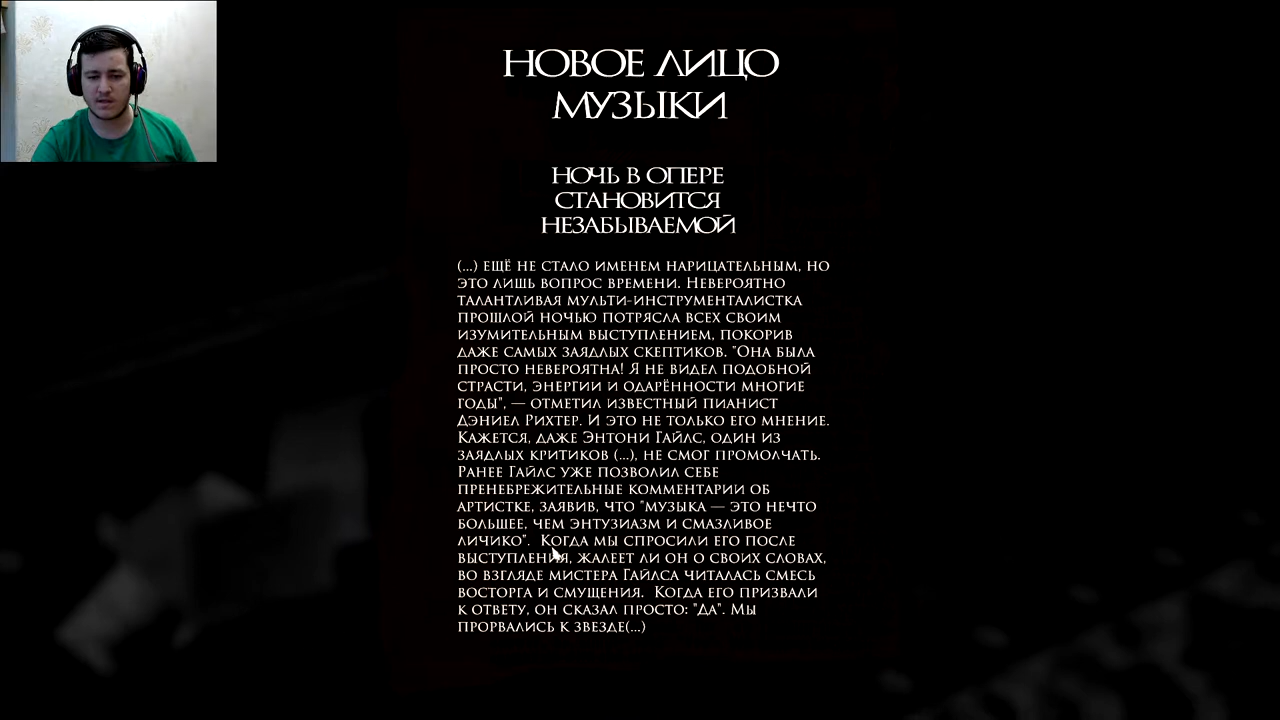 НОВОЕ ЛИЦО
МУЗЫКИ
НОЧЬ В ОПЕРЕ
СТАНОВИТСЯ
НЕЗАБЫВАЕМОЙ
(...) ЕЩЁ НЕ СТАЛО ИМЕНЕМ НАРИЦАТЕЛЬНЫМ, НО
ЭТО ЛИШЬ ВОПРОС ВРЕМЕНИ. НЕВЕРОЯТНО
ТАЛАНТЛИВАЯ МУЛЬТИ-ИНСТРУМЕНТАЛИСТКА
ПРОШЛОЙ НОЧЬЮ ПОТРЯСЛА ВСЕХ СВОИМ
ИЗУМИТЕЛЬНЫМ ВЫСТУПЛЕНИЕМ, ПОКОРИВ
ДАЖЕ САМЫХ ЗАЯДЛЫХ СКЕПТИКОВ. "ОНА БЫЛА
ПРОСТО НЕВЕРОЯТНА! Я НЕ ВИДЕЛ ПОДОБНОЙ
СТРАСТИ, ЭНЕРГИИ И ОДАРЁННОСТИ МНОГИЕ
ГОДЫ", — ОТМЕТИЛ ИЗВЕСТНЫЙ ПИАНИСТ
ДЭНИЕЛ РИХТЕР. И ЭТО НЕ ТОЛЬКО ЕГО МНЕНИЕ.
КАЖЕТСЯ, ДАЖЕ ЭНТОНИ ГАЙЛС, ОДИН ИЗ
ЗАЯДЛЫХ КРИТИКОВ (...), НЕ СМОГ ПРОМОЛЧАТЬ.
РАНЕЕ ГАЙЛС УЖЕ ПОЗВОЛИЛ СЕБЕ
ПРЕНЕБРЕЖИТЕЛЬНЫЕ КОММЕНТАРИИ ОБ
АРТИСТКЕ, ЗАЯВИВ, ЧТО "МУЗЫКА — ЭТО НЕЧТО
БОЛЬШЕЕ, ЧЕМ ЭНТУЗИАЗМ И СМАЗЛИВОЕ
ЛИЧИКО". КОГДА МЫ СПРОСИЛИ ЕГО ПОСЛЕ
ВЫСТУПЛЕНИЯ, ЖАЛЕЕТ ЛИ ОН О СВОИХ СЛОВАХ,
ВО ВЗГЛЯДЕ МИСТЕРА ГАЙЛСА ЧИТАЛАСЬ СМЕСЬ
ВОСТОРГА И СМУЩЕНИЯ. КОГДА ЕГО ПРИЗВАЛИ
К ОТВЕТУ, ОН СКАЗАЛ ПРОСТО: "ДА". МЫ
ПРОРВАЛИСЬ К ЗВЕЗДЕ(...)